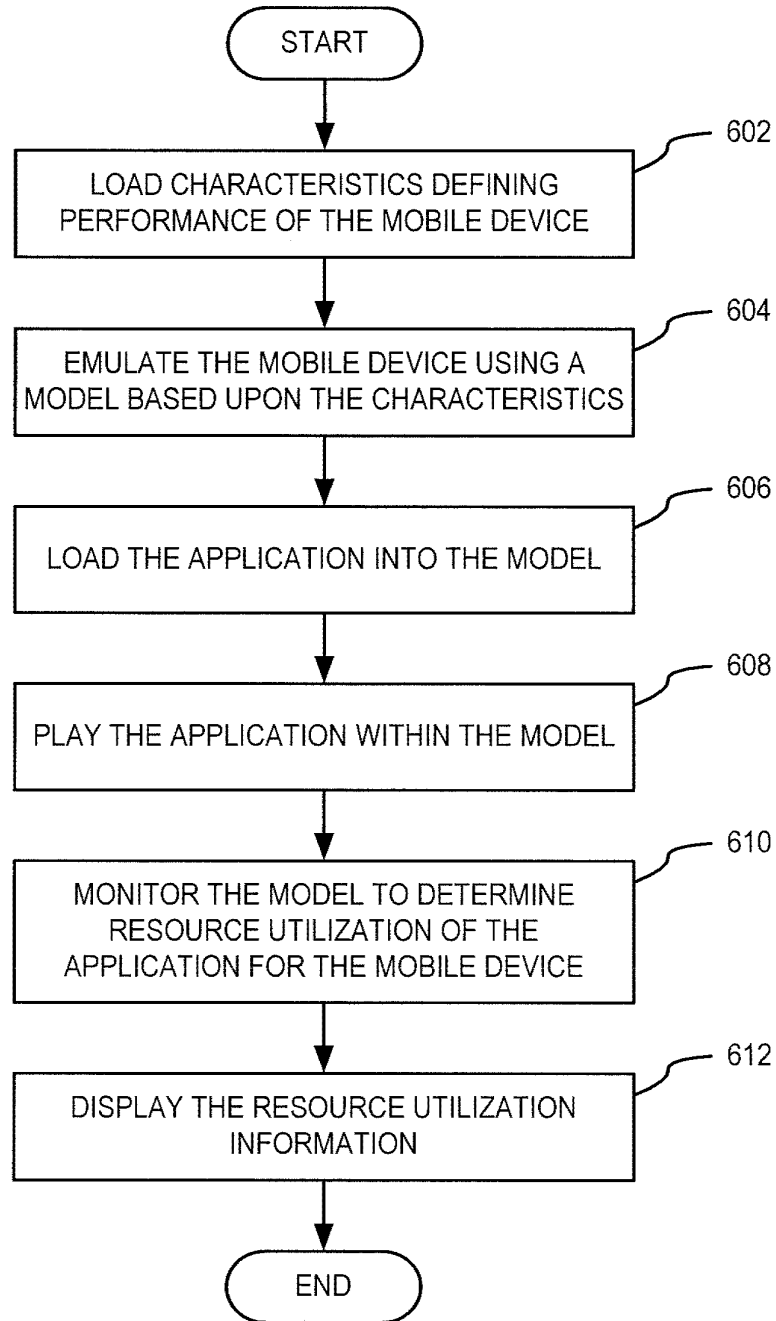 START
602
LOAD CHARACTERISTICS DEFINING
PERFORMANCE OF THE MOBILE DEVICE
604
EMULATE THE MOBILE DEVICE USING A
MODEL BASED UPON THE CHARACTERISTICS
606
LOAD THE APPLICATION INTO THE MODEL
608
PLAY THE APPLICATION WITHIN THE MODEL
610
MONITOR THE MODEL TO DETERMINE
RESOURCE UTILIZATION OF THE
APPLICATION FOR THE MOBILE DEVICE
612
DISPLAY THE RESOURCE UTILIZATION
INFORMATION
END